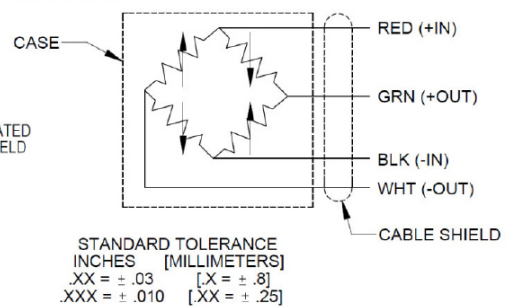 RED (+IN)
CASE
GRN (+OUT)
ELD
BLK (-IN)
WHT (-OUT)
CABLE SHIELD
STANDARD TOLERANCE
INCHES [MILLIMETERS]
.XX = ± .03 [.X = ± .8]
.XXX = ± .010 [.XX = ± .25]